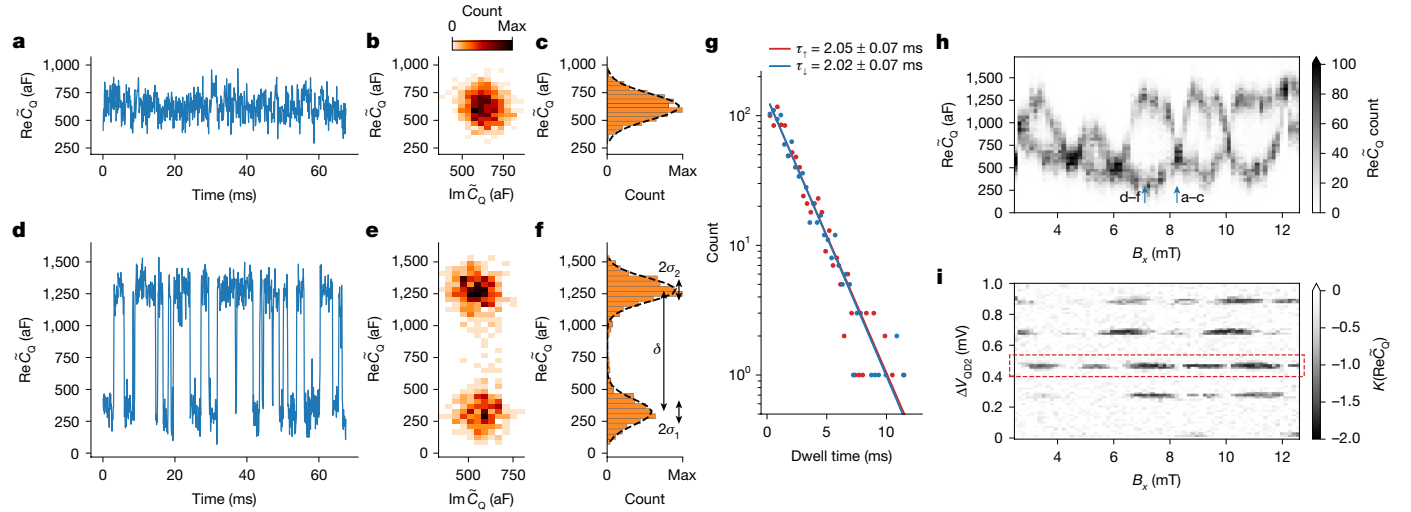 a
1,000
750
500
250
Re C̃Q (aF)
0
20
40
60
Time (ms)
b
Count
0
Max
1,000
750
500
250
Re C̃Q (aF)
500
750
Im C̃Q (aF)
c
1,000
750
500
250
Re C̃Q (aF)
0
Max
Count
d
1,500
1,250
1,000
750
500
250
0
Re C̃Q (aF)
0
20
40
60
Time (ms)
e
1,500
1,250
1,000
750
500
250
0
Re C̃Q (aF)
500
750
Im C̃Q (aF)
f
1,500
1,250
1,000
750
500
250
0
Re C̃Q (aF)
2σ2
δ
2σ1
0
Max
Count
g
τ↑ = 2.05 ± 0.07 ms
τ↓ = 2.02 ± 0.07 ms
10²
10¹
10⁰
Count
0
5
10
Dwell time (ms)
h
1,500
1,250
1,000
750
500
250
0
Re C̃Q (aF)
d–f
a–c
4
6
8
10
12
Bx (mT)
100
80
60
40
20
0
Re C̃Q count
i
1.0
0.8
0.6
0.4
0.2
0
ΔVQD2 (mV)
4
6
8
10
12
Bx (mT)
0
−0.5
−1.0
−1.5
−2.0
K(Re C̃Q)